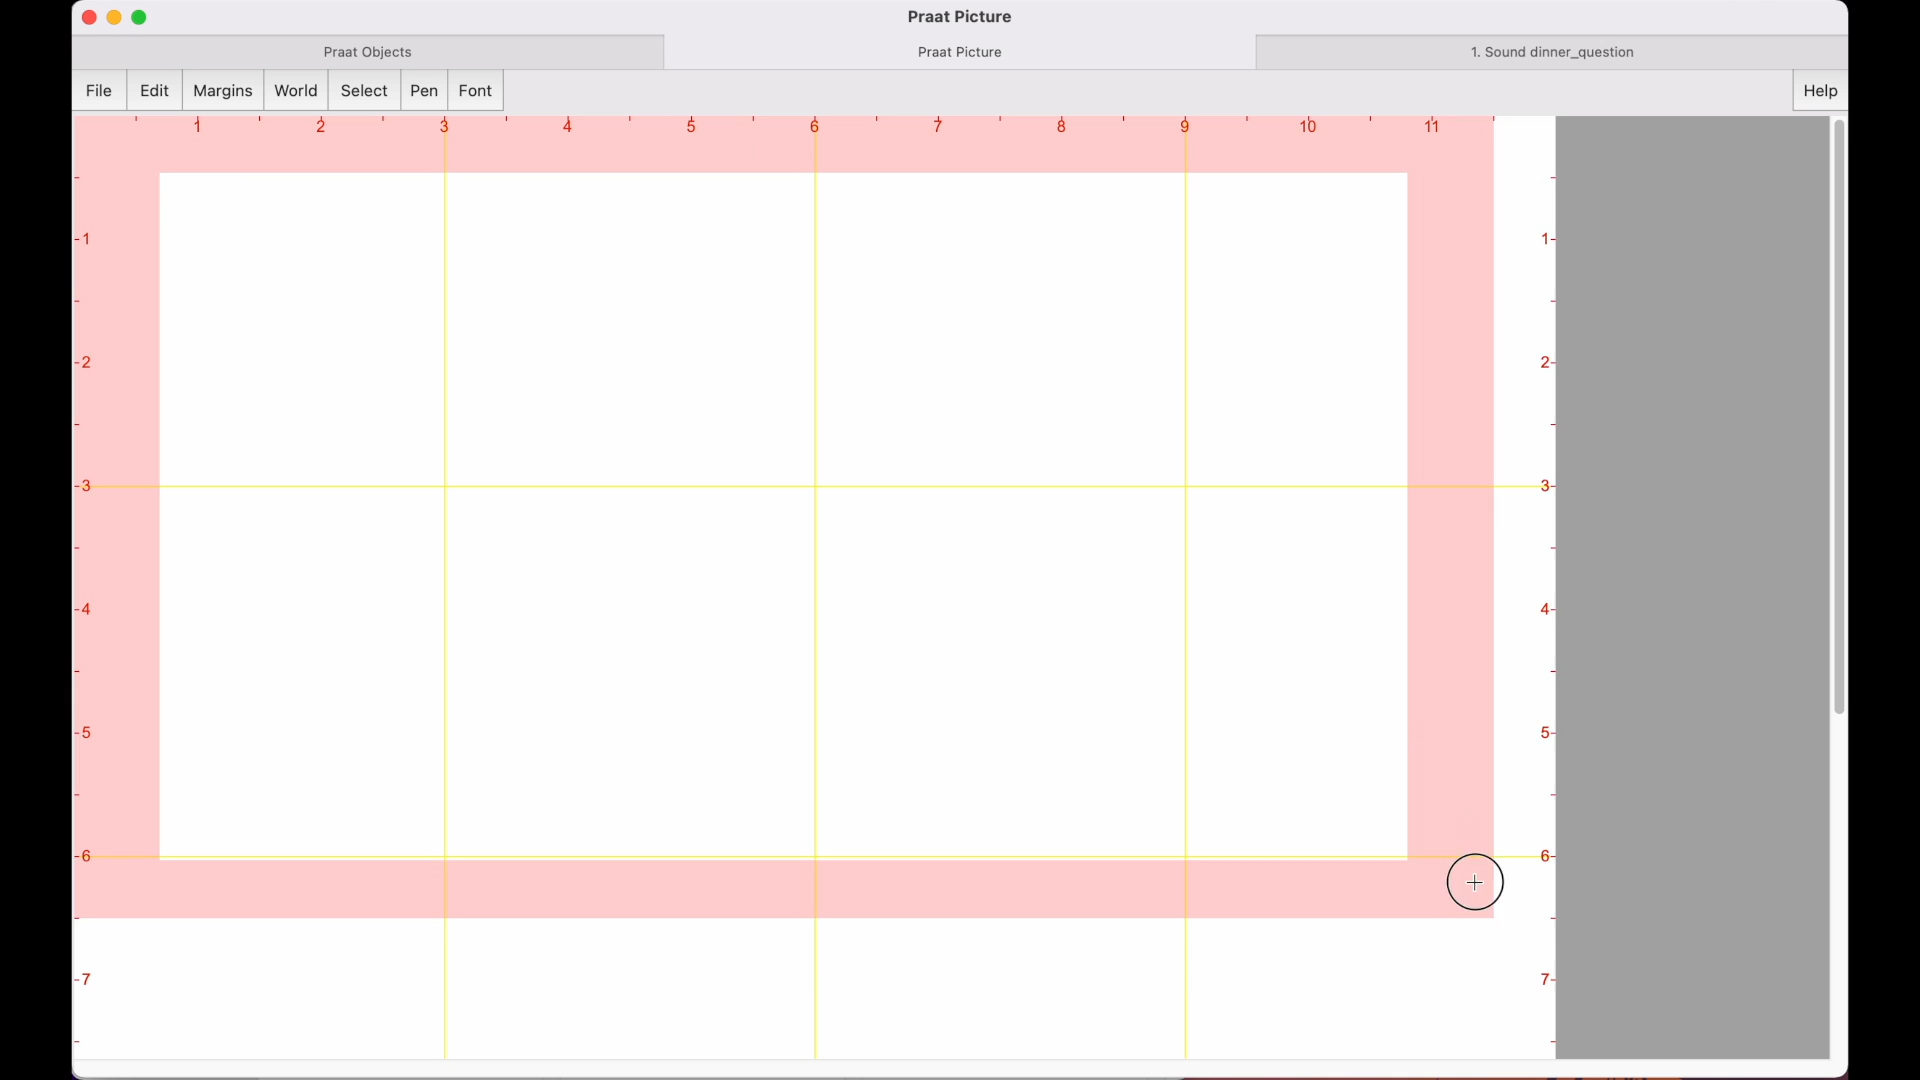 Praat Picture
Praat Objects Praat Picture 1. Sound dinner_question
File Edit Margins World Select Pen Font Help
1 2 3 4 5 6 7 8 9 10 11
1 1
2 2
3 3
4 4
5 5
6 6
7 7